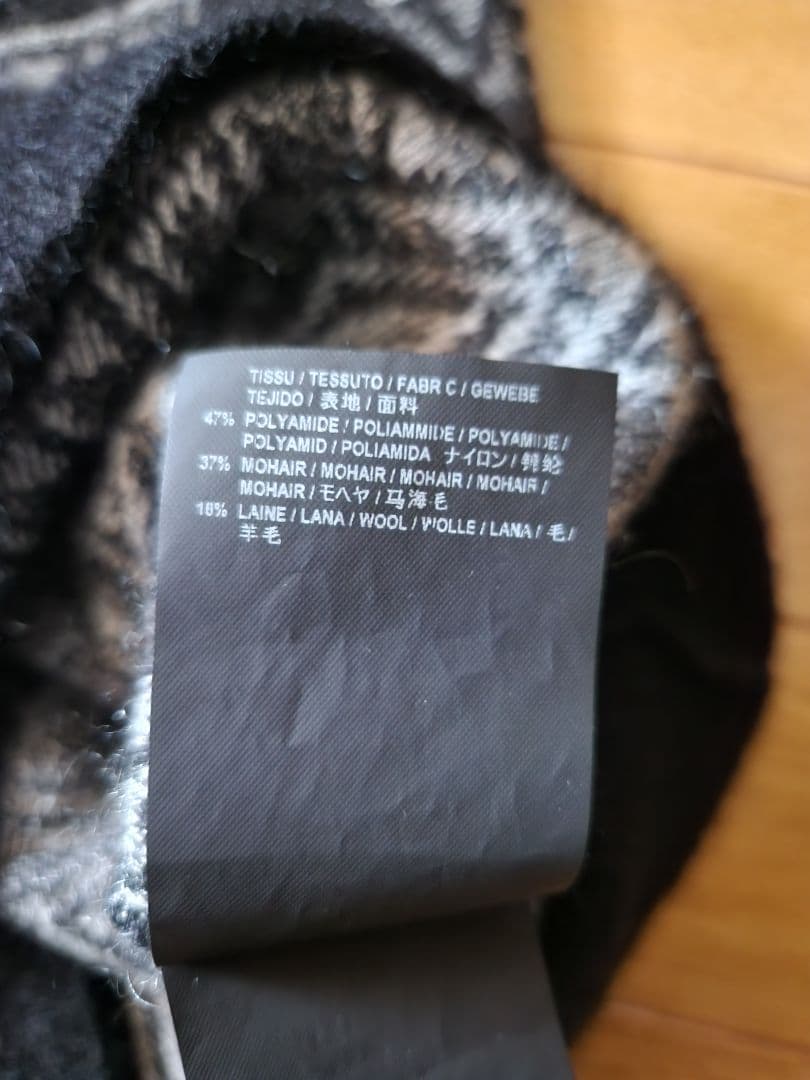 TISSU / TESSUTO / FABRIC / GEWEBE
TEJIDO / 表地 / 面料
47% POLYAMIDE / POLIAMMIDE / POLYAMIDE /
POLYAMID / POLIAMIDA ナイロン / 锦纶
37% MOHAIR / MOHAIR / MOHAIR / MOHAIR /
MOHAIR / モヘヤ / 马海毛
16% LAINE / LANA / WOOL / WOLLE / LANA / 毛 /
羊毛